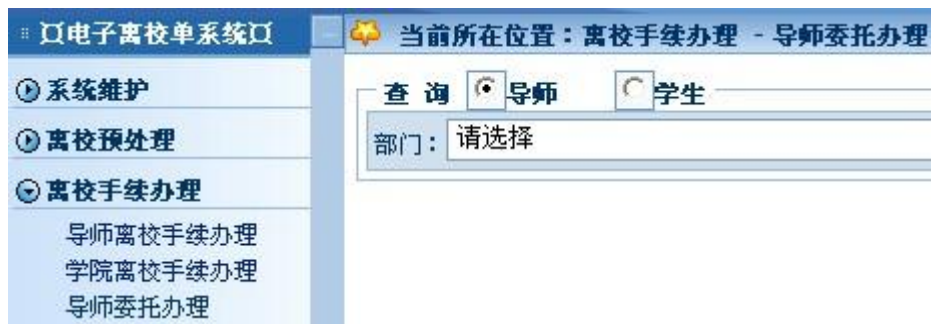 ¤电子离校单系统¤
当前所在位置：离校手续办理 - 导师委托办理
系统维护
查 询 导师 学生
离校预处理
部门： 请选择
离校手续办理
导师离校手续办理
学院离校手续办理
导师委托办理